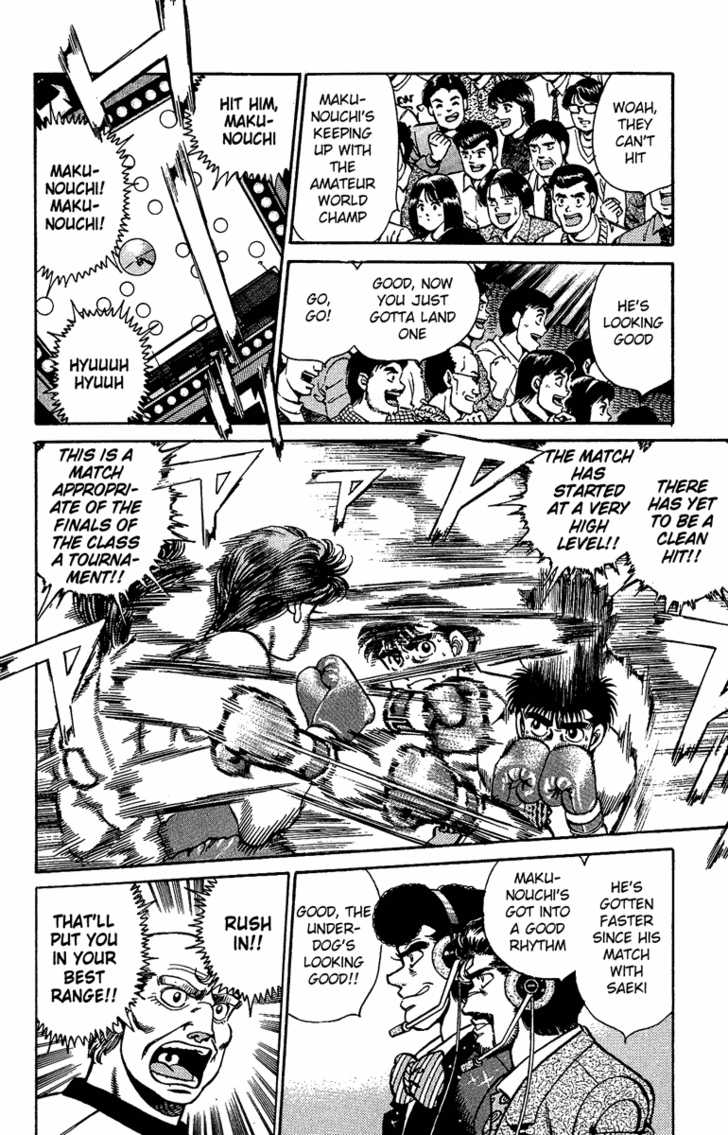 WOAH,
THEY
CAN'T
HIT
MAKU-
NOUCHI'S
KEEPING
UP WITH
THE
AMATEUR
WORLD
CHAMP
HIT HIM,
MAKU-
NOUCHI
MAKU-
NOUCHI!
MAKU-
NOUCHI!
HYUUUH
HYUUH
HE'S
LOOKING
GOOD
GOOD, NOW
YOU JUST
GOTTA LAND
ONE
GO,
GO!
THERE
HAS YET
TO BE A
CLEAN
HIT!!
THE MATCH
HAS
STARTED
AT A VERY
HIGH
LEVEL!!
THIS IS A
MATCH
APPROPRI-
ATE OF THE
FINALS OF
THE CLASS
A TOURNA-
MENT!!
HE'S
GOTTEN
FASTER
SINCE HIS
MATCH
WITH
SAEKI
MAKU-
NOUCHI'S
GOT INTO
A GOOD
RHYTHM
GOOD, THE
UNDER-
DOG'S
LOOKING
GOOD!!
RUSH
IN!!
THAT'LL
PUT YOU
IN YOUR
BEST
RANGE!!